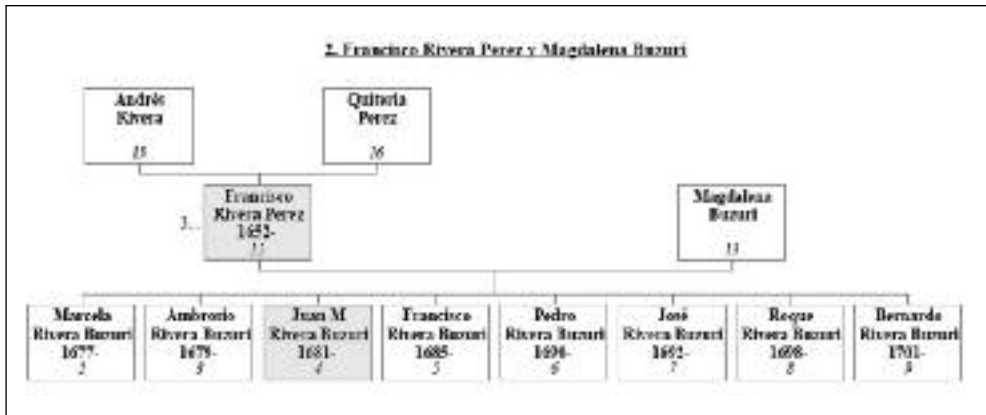 2. Francisco Rivera Perez y Magdalena Buzuri
Andrés
Rivera
15
Quiteria
Perez
16
Francisco
Rivera Perez
1652-
11
Magdalena
Buzuri
13
Marcela
Rivera Buzuri
1677-
2
Ambrosio
Rivera Buzuri
1679-
3
Juan M
Rivera Buzuri
1681-
4
Francisco
Rivera Buzuri
1685-
5
Pedro
Rivera Buzuri
1690-
6
José
Rivera Buzuri
1692-
7
Roque
Rivera Buzuri
1698-
8
Bernardo
Rivera Buzuri
1701-
9